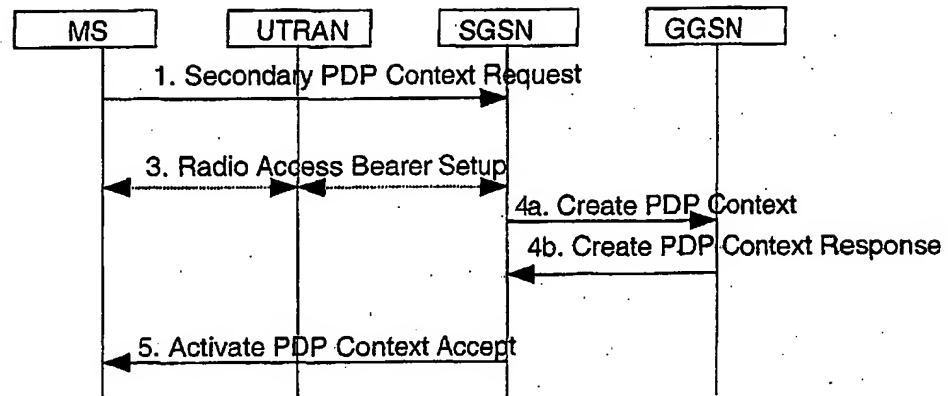 MS UTRAN SGSN GGSN
1. Secondary PDP Context Request
3. Radio Access Bearer Setup
4a. Create PDP Context
4b. Create PDP Context Response
5. Activate PDP Context Accept